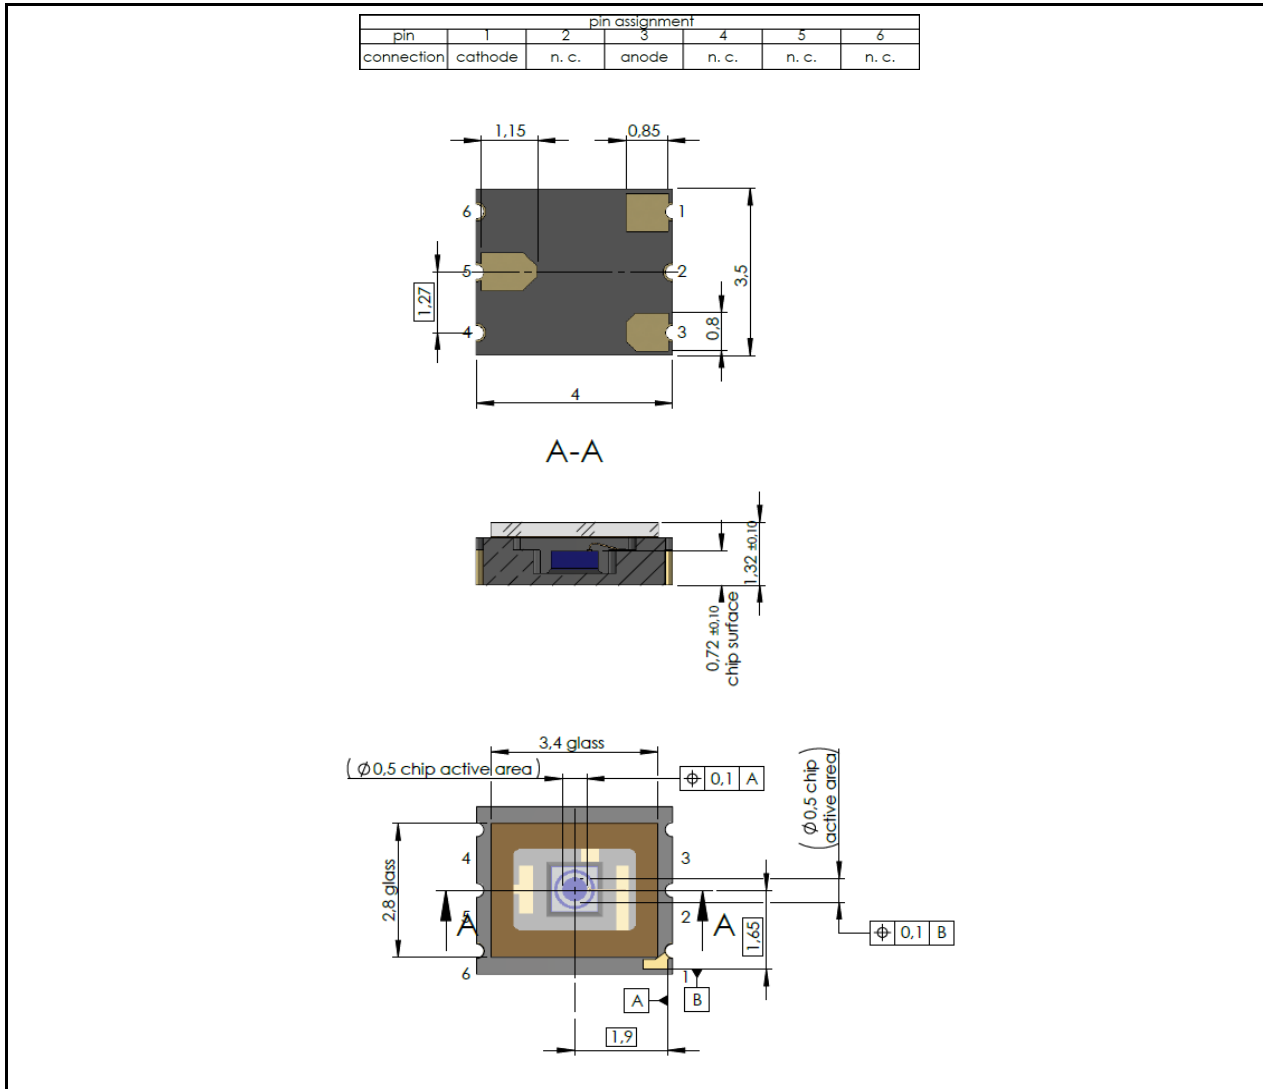 pin assignment
pin 1 2 3 4 5 6
connection cathode n. c. anode n. c. n. c. n. c.
1,15 0,85
6 1
5 2
4 3
1,27
3,5
0,8
4
A-A
1,32 ±0,10
0,72 ±0,10
chip surface
3,4 glass
( Ø0,5 chip active area )
0,1 A
(Ø0,5 chip
active area)
2,8 glass
4 3
5 2
6 1
A A
1,65
0,1 B
A B
1,9